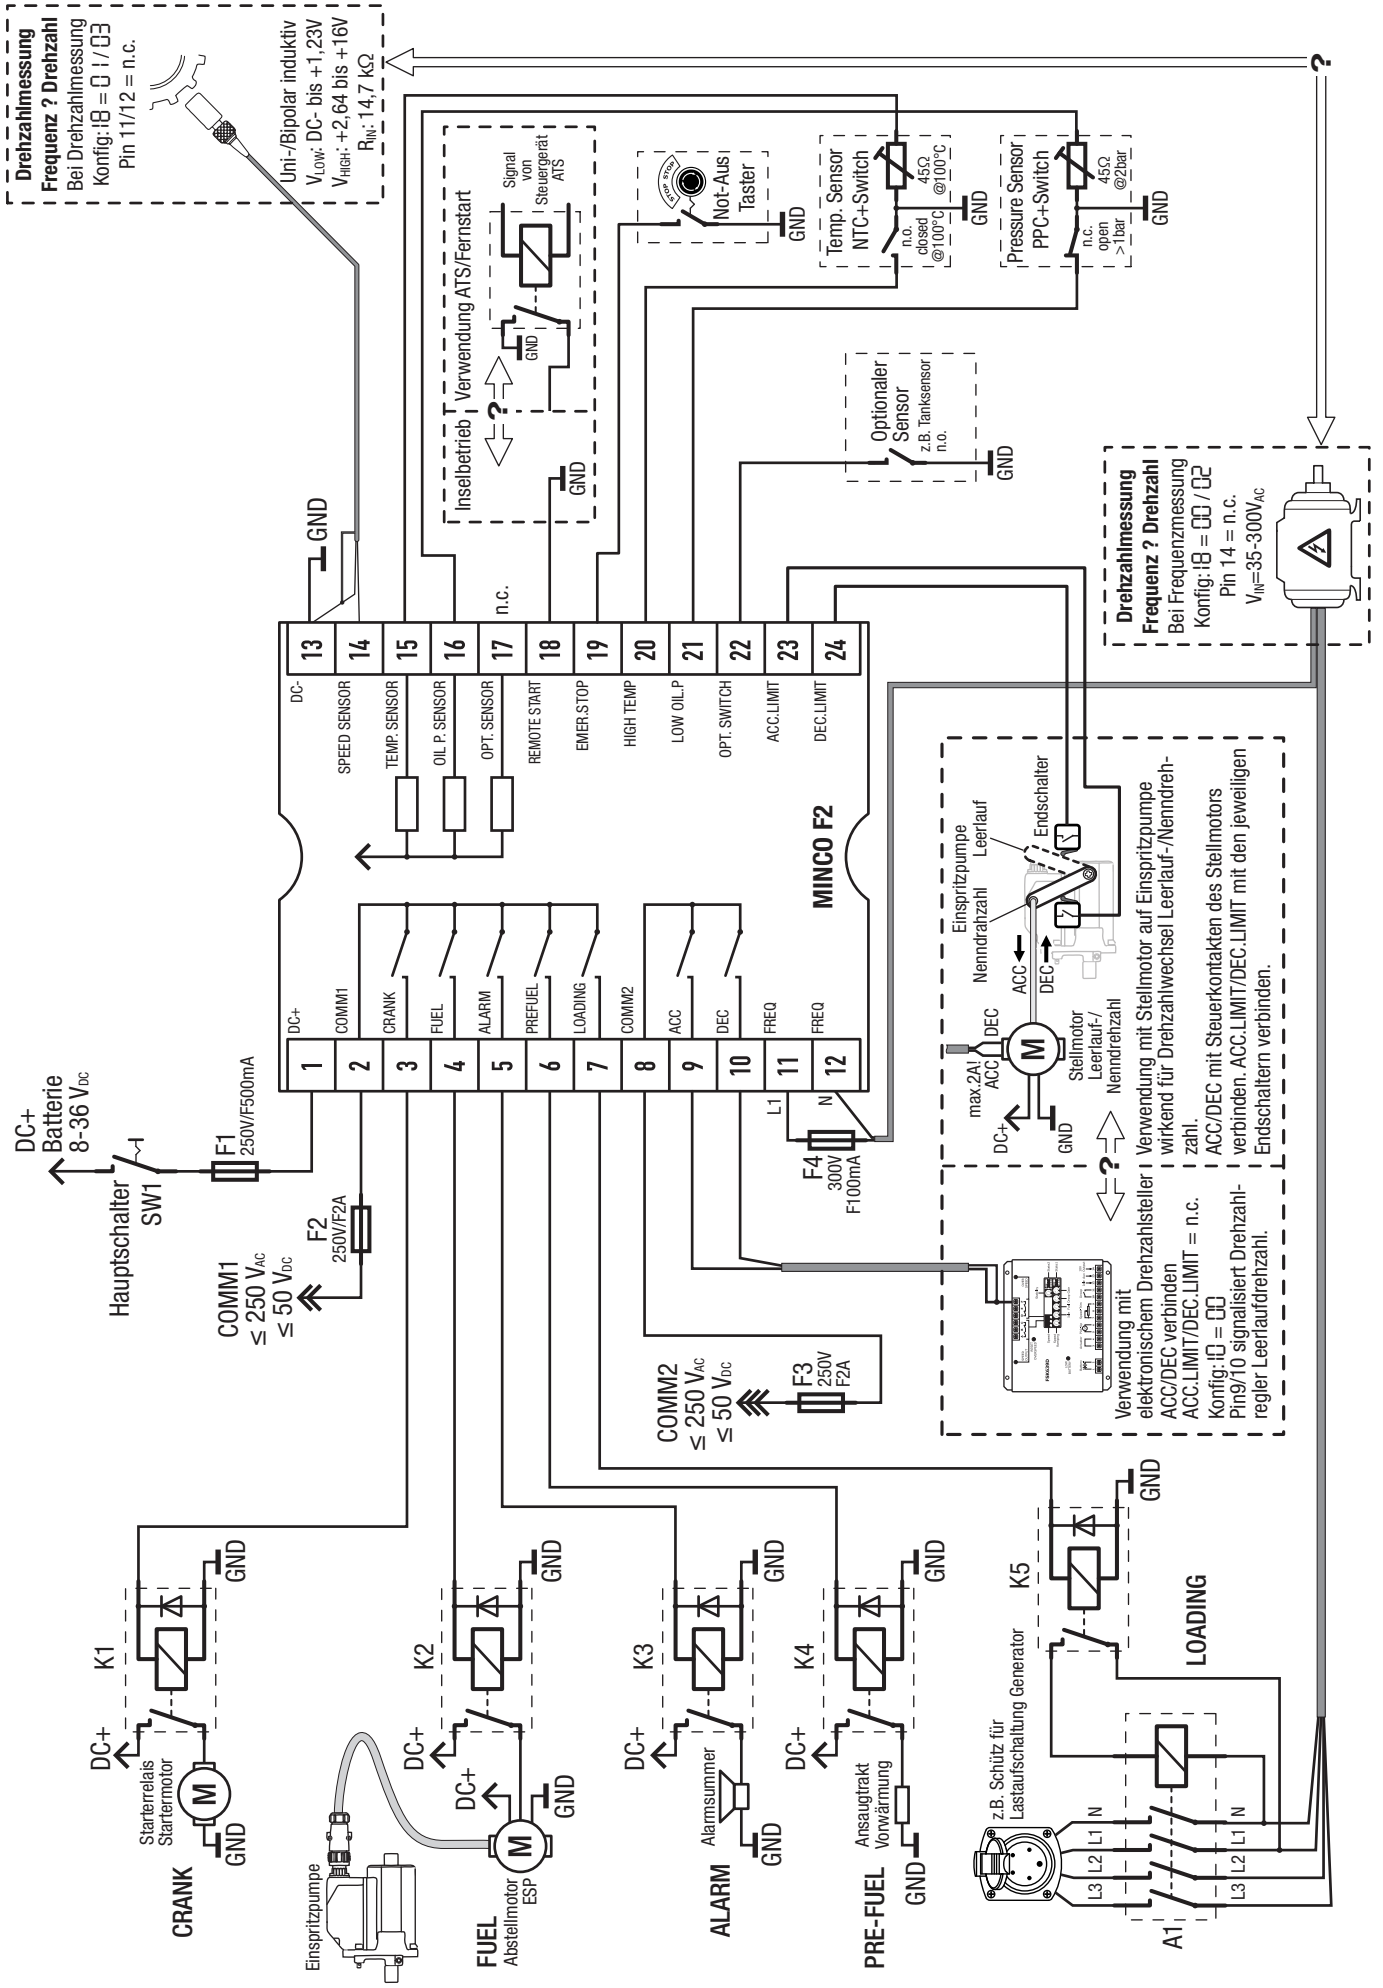 Drehzahlmessung
Frequenz ? Drehzahl
Bei Drehzahlmessung
Konfig: 18 = 01 / 03
Pin 11/12 = n.c.
Uni-/Bipolar induktiv
VLOW: DC- bis +1,23V
VHIGH: +2,64 bis +16V
RIN: 14,7 kΩ
?
Inselbetrieb
Verwendung ATS/Fernstart
?
GND
GND
Signal
von
Steuergerät
ATS
STOP STOP STOP
Not-Aus
Taster
GND
Temp. Sensor
NTC+Switch
n.o.
closed
@100°C
45Ω
@100°C
GND
Pressure Sensor
PPC+Switch
n.c.
open
>1bar
45Ω
@2bar
GND
Optionaler
Sensor
z.B. Tanksensor
n.o.
GND
Drehzahlmessung
Frequenz ? Drehzahl
Bei Frequenzmessung
Konfig: 18 = 00 / 02
Pin 14 = n.c.
VIN=35-300VAC
GND
n.c.
13
14
15
16
17
18
19
20
21
22
23
24
DC-
SPEED SENSOR
TEMP. SENSOR
OIL P. SENSOR
OPT. SENSOR
REMOTE START
EMER.STOP
HIGH TEMP
LOW OIL.P
OPT. SWITCH
ACC.LIMIT
DEC.LIMIT
MINCO F2
DC+
COMM1
CRANK
FUEL
ALARM
PREFUEL
LOADING
COMM2
ACC
DEC
FREQ
FREQ
1
2
3
4
5
6
7
8
9
10
11
12
L1
N
DC+
Batterie
8-36 VDC
Hauptschalter
SW1
F1
250V/F500mA
F2
250V/F2A
COMM1
≤ 250 VAC
≤ 50 VDC
COMM2
≤ 250 VAC
≤ 50 VDC
F3
250V
F2A
F4
300V
F100mA
Einspritzpumpe
Nenndrahzahl
Leerlauf
Endschalter
ACC
DEC
max.2A!
ACC
DEC
M
Stellmotor
Leerlauf-/
Nenndrehzahl
DC+
GND
Verwendung mit Stellmotor auf Einspritzpumpe
wirkend für Drehzahlwechsel Leerlauf-/Nenndreh-
zahl.
ACC/DEC mit Steuerkontakten des Stellmotors
verbinden. ACC.LIMIT/DEC.LIMIT mit den jeweiligen
Endschaltern verbinden.
?
Verwendung mit
elektronischem Drehzahlsteller
ACC/DEC verbinden
ACC.LIMIT/DEC.LIMIT = n.c.
Konfig: 10 = 00
Pin9/10 signalisiert Drehzahl-
regler Leerlaufdrehzahl.
K1
DC+
GND
Starterrelais
Startermotor
M
GND
CRANK
K2
DC+
GND
Einspritzpumpe
DC+
M
GND
FUEL
Abstellmotor
ESP
K3
DC+
GND
Alarmsummer
GND
ALARM
K4
DC+
GND
Ansaugtrakt
Vorwärmung
GND
PRE-FUEL
K5
GND
LOADING
z.B. Schütz für
Lastaufschaltung Generator
N
L1
L2
L3
N
L1
L2
L3
A1